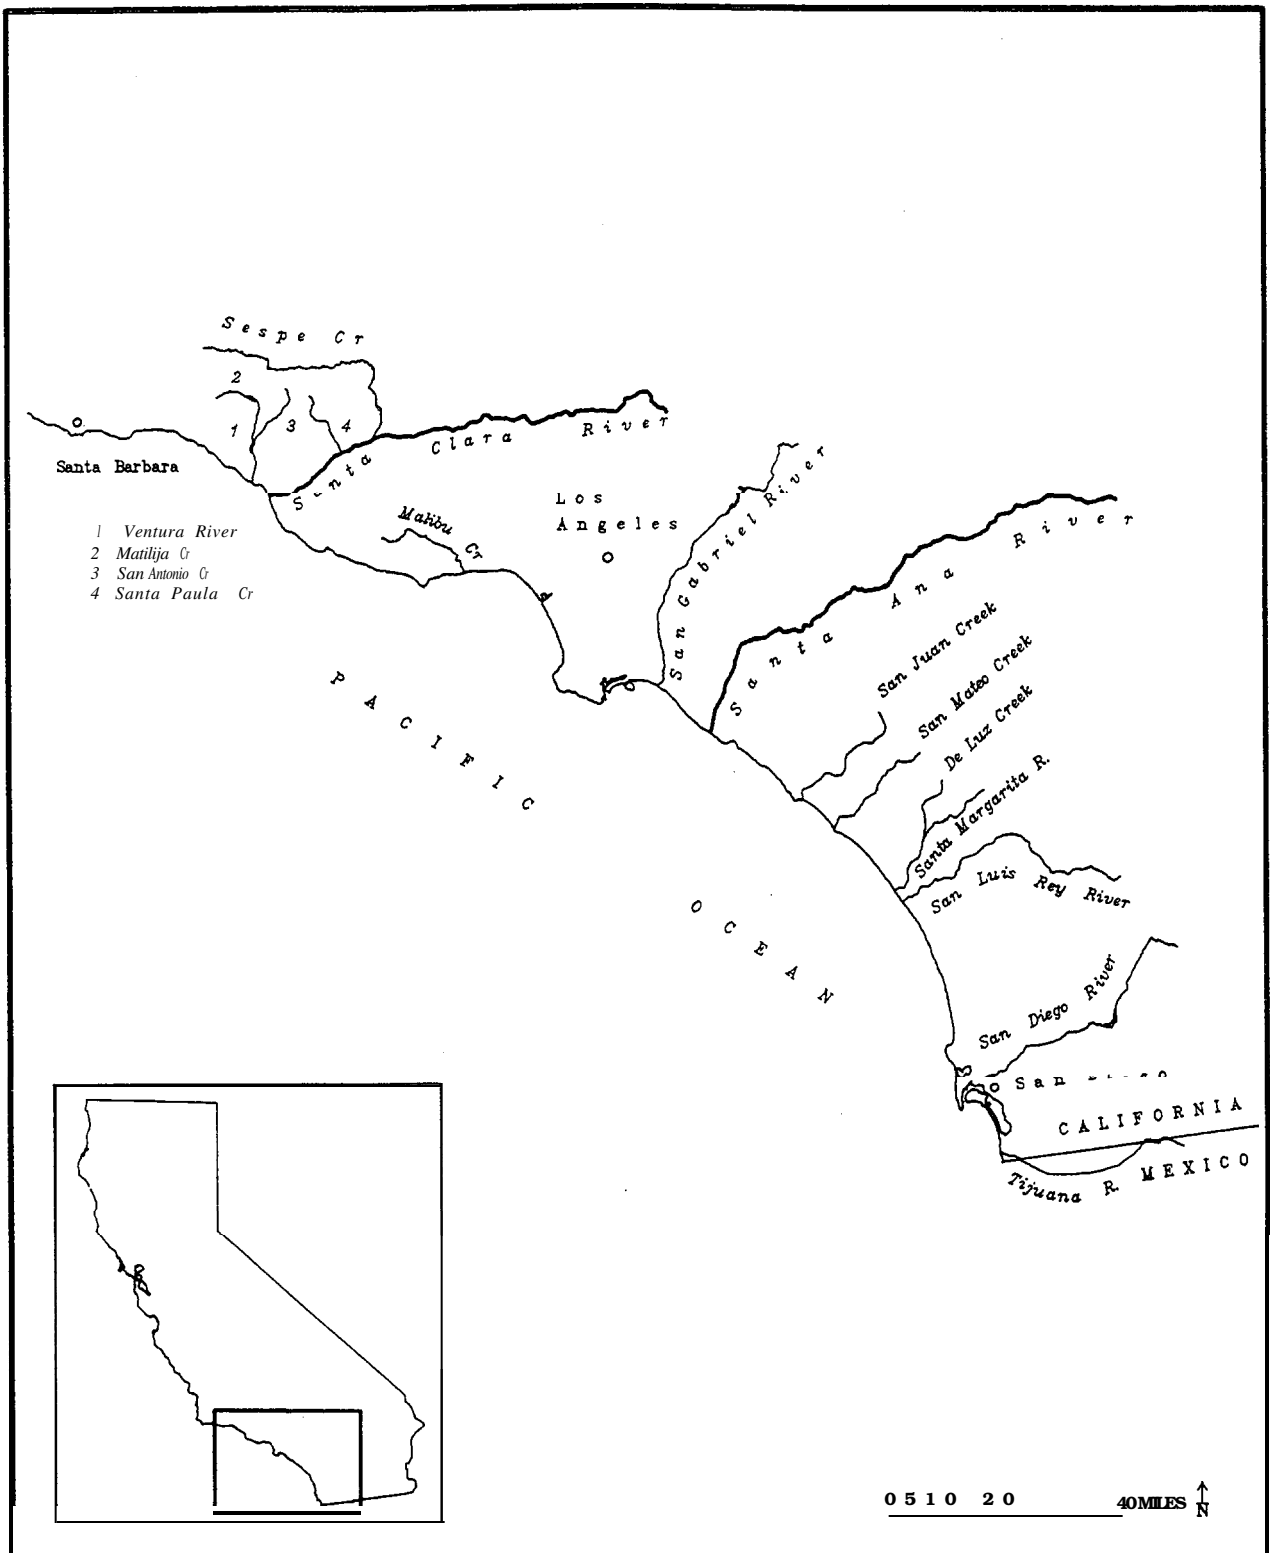 Sespe Cr
2
1
3
4
Santa Clara River
Santa Barbara
Los
Angeles
Malibu Cr
San Gabriel River
Santa Ana River
1 Ventura River
2 Matilija Cr
3 San Antonio Cr
4 Santa Paula Cr
San Juan Creek
San Mateo Creek
De Luz Creek
Santa Margarita R.
San Luis Rey River
PACIFIC
OCEAN
San Diego River
San
CALIFORNIA
MEXICO
Tijuana R.
0 5 10 20 40 MILES
N